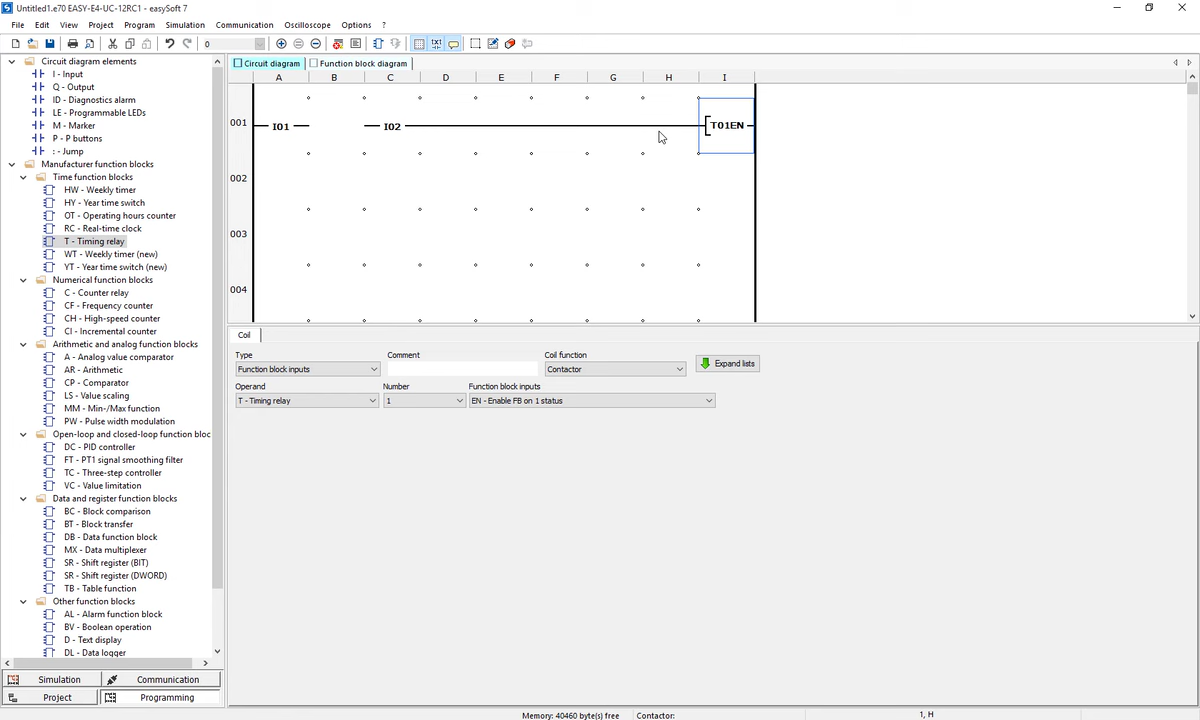 Untitled1.e70 EASY-E4-UC-12RC1 - easySoft 7
File Edit View Project Program Simulation Communication Oscilloscope Options ?
0
Circuit diagram elements
I - Input
Q - Output
ID - Diagnostics alarm
LE - Programmable LEDs
M - Marker
P - P buttons
: - Jump
Manufacturer function blocks
Time function blocks
HW - Weekly timer
HY - Year time switch
OT - Operating hours counter
RC - Real-time clock
T - Timing relay
WT - Weekly timer (new)
YT - Year time switch (new)
Numerical function blocks
C - Counter relay
CF - Frequency counter
CH - High-speed counter
CI - Incremental counter
Arithmetic and analog function blocks
A - Analog value comparator
AR - Arithmetic
CP - Comparator
LS - Value scaling
MM - Min-/Max function
PW - Pulse width modulation
Open-loop and closed-loop function bloc
DC - PID controller
FT - PT1 signal smoothing filter
TC - Three-step controller
VC - Value limitation
Data and register function blocks
BC - Block comparison
BT - Block transfer
DB - Data function block
MX - Data multiplexer
SR - Shift register (BIT)
SR - Shift register (DWORD)
TB - Table function
Other function blocks
AL - Alarm function block
BV - Boolean operation
D - Text display
DL - Data logger
Simulation Communication
Project Programming
Circuit diagram Function block diagram
A B C D E F G H I
001 I01 I02 T01EN
002
003
004
Coil
Type Comment Coil function
Function block inputs Contactor Expand lists
Operand Number Function block inputs
T - Timing relay 1 EN - Enable FB on 1 status
Memory: 40460 byte(s) free Contactor: 1, H